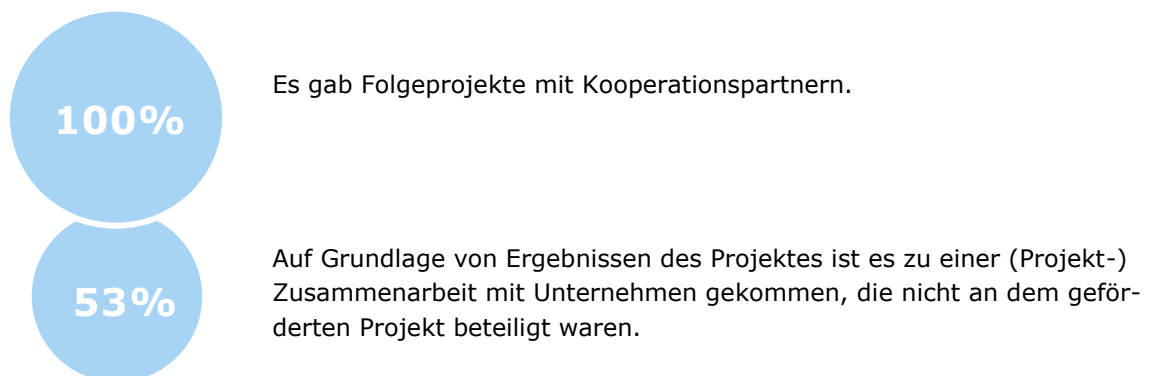 100%
Es gab Folgeprojekte mit Kooperationspartnern.
53%
Auf Grundlage von Ergebnissen des Projektes ist es zu einer (Projekt-)
Zusammenarbeit mit Unternehmen gekommen, die nicht an dem geför-
derten Projekt beteiligt waren.